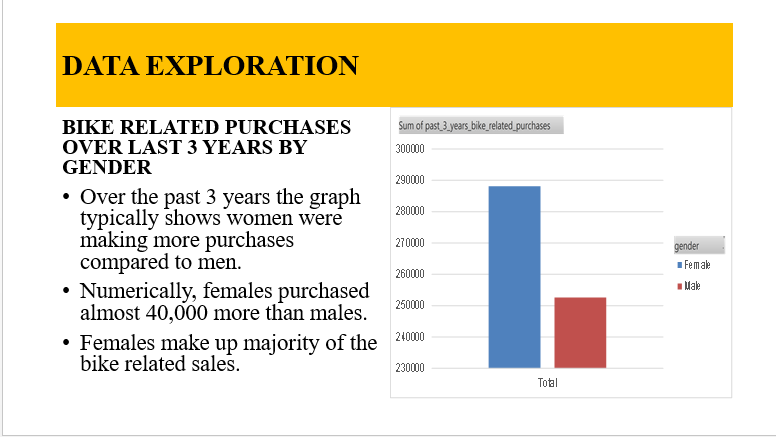 DATA EXPLORATION
BIKE RELATED PURCHASES
OVER LAST 3 YEARS BY
GENDER
• Over the past 3 years the graph
typically shows women were
making more purchases
compared to men.
• Numerically, females purchased
almost 40,000 more than males.
• Females make up majority of the
bike related sales.
Sum of past_3_years_bike_related_purchases
300000
290000
280000
270000
260000
250000
240000
230000
Total
gender
Female
Male